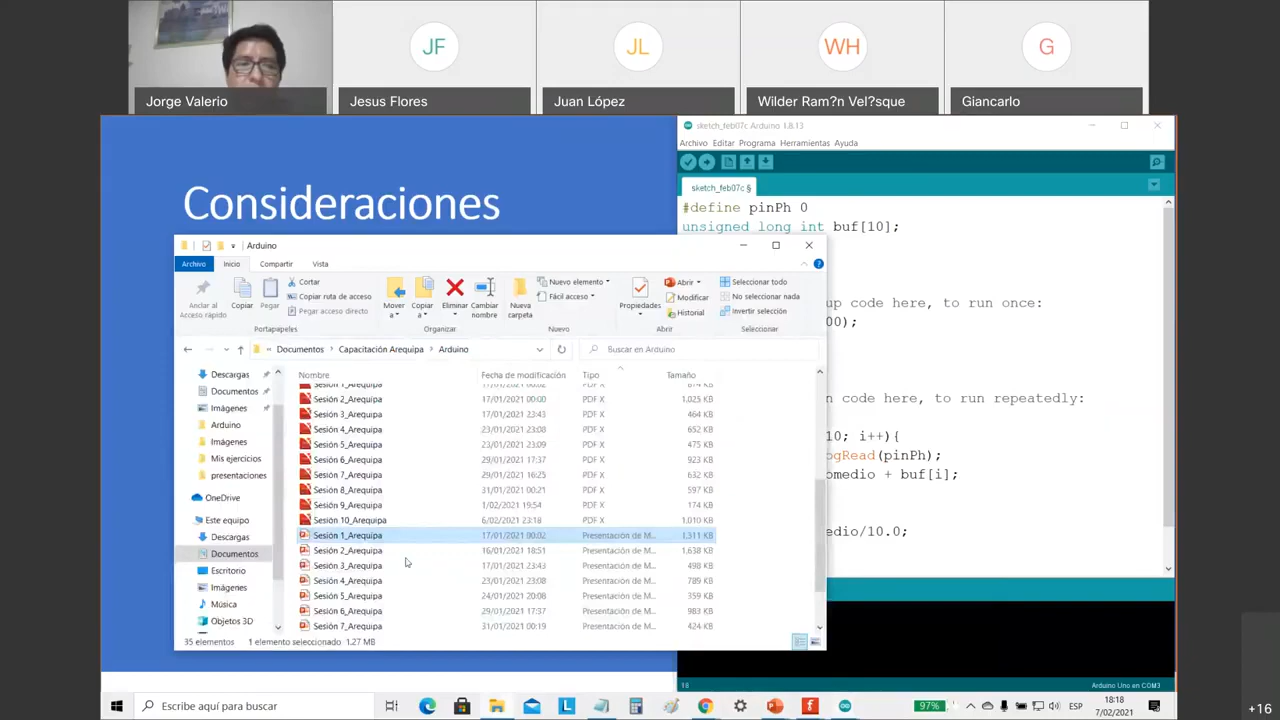 JF
JL
WH
G
Jorge Valerio
Jesus Flores
Juan López
Wilder Ram?n Vel?sque
Giancarlo
Consideraciones
sketch_feb07c Arduino 1.8.13
Archivo Editar Programa Herramientas Ayuda
sketch_feb07c §
#define pinPh 0
unsigned long int buf[10];
up code here, to run once:
00);
n code here, to run repeatedly:
10; i++){
ogRead(pinPh);
omedio + buf[i];
edio/10.0;
18
Arduino Uno en COM3
Arduino
Archivo Inicio Compartir Vista
Anclar al
Acceso rápido
Copiar
Pegar
Cortar
Copiar ruta de acceso
Pegar acceso directo
Portapapeles
Mover
a
Copiar
a
Eliminar
Cambiar
nombre
Organizar
Nueva
carpeta
Nuevo elemento
Fácil acceso
Nuevo
Propiedades
Abrir
Modificar
Historial
Abrir
Seleccionar todo
No seleccionar nada
Invertir selección
Seleccionar
Documentos > Capacitación Arequipa > Arduino
Buscar en Arduino
Descargas
Documentos
Imágenes
Arduino
Imágenes
Mis ejercicios
presentaciones
OneDrive
Este equipo
Descargas
Documentos
Escritorio
Imágenes
Música
Objetos 3D
Nombre Fecha de modificación Tipo Tamaño
Sesión 1_Arequipa 17/01/2021 00:02 PDF X 814 KB
Sesión 2_Arequipa 17/01/2021 00:00 PDF X 1,025 KB
Sesión 3_Arequipa 17/01/2021 23:43 PDF X 464 KB
Sesión 4_Arequipa 23/01/2021 23:08 PDF X 652 KB
Sesión 5_Arequipa 23/01/2021 23:09 PDF X 475 KB
Sesión 6_Arequipa 29/01/2021 17:37 PDF X 923 KB
Sesión 7_Arequipa 29/01/2021 16:25 PDF X 632 KB
Sesión 8_Arequipa 31/01/2021 00:21 PDF X 597 KB
Sesión 9_Arequipa 1/02/2021 19:54 PDF X 174 KB
Sesión 10_Arequipa 6/02/2021 23:18 PDF X 1,010 KB
Sesión 1_Arequipa 17/01/2021 00:02 Presentación de M... 1,311 KB
Sesión 2_Arequipa 16/01/2021 18:51 Presentación de M... 1,638 KB
Sesión 3_Arequipa 17/01/2021 23:43 Presentación de M... 498 KB
Sesión 4_Arequipa 23/01/2021 23:08 Presentación de M... 789 KB
Sesión 5_Arequipa 24/01/2021 20:08 Presentación de M... 359 KB
Sesión 6_Arequipa 29/01/2021 17:37 Presentación de M... 983 KB
Sesión 7_Arequipa 31/01/2021 00:19 Presentación de M... 424 KB
35 elementos 1 elemento seleccionado 1.27 MB
Escribe aquí para buscar
97%
ESP
18:18
7/02/2021
+16